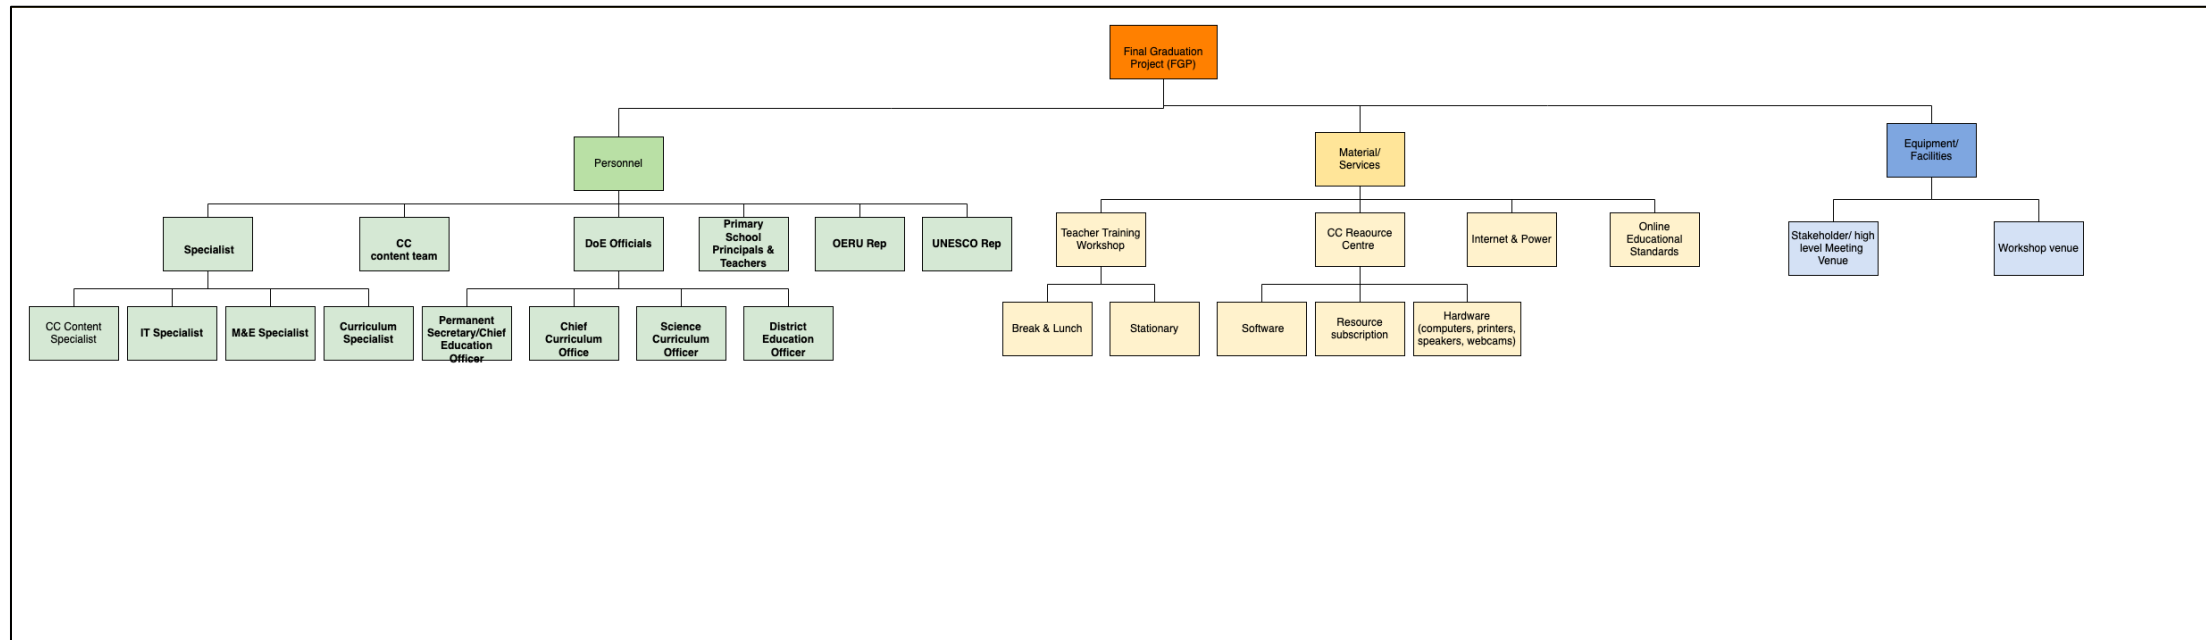 Final Graduation
Project (FGP)
Personnel
Material/
Services
Equipment/
Facilities
Specialist
CC
content team
DoE Officials
Primary
School
Principals &
Teachers
OERU Rep
UNESCO Rep
Teacher Training
Workshop
CC Reaource
Centre
Internet & Power
Online
Educational
Standards
Stakeholder/ high
level Meeting
Venue
Workshop venue
CC Content
Specialist
IT Specialist
M&E Specialist
Curriculum
Specialist
Permanent
Secretary/Chief
Education
Officer
Chief
Curriculum
Office
Science
Curriculum
Officer
District
Education
Officer
Break & Lunch
Stationary
Software
Resource
subscription
Hardware
(computers, printers,
speakers, webcams)